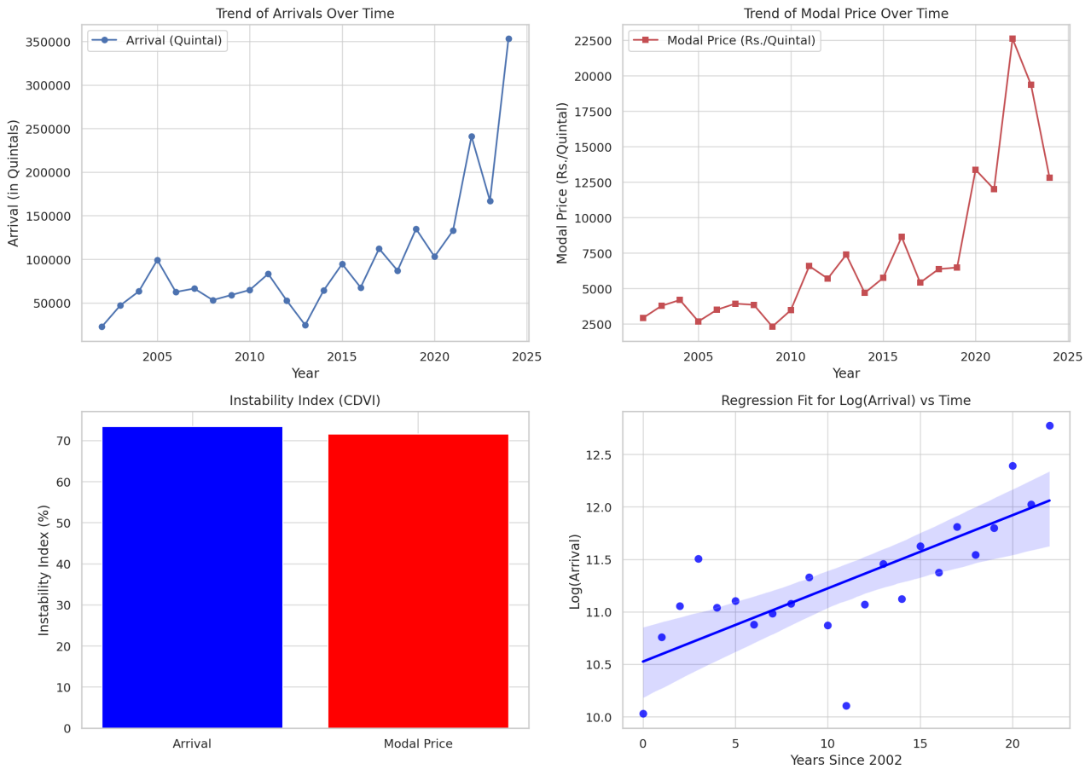 Trend of Arrivals Over Time
Arrival (Quintal)
Arrival (in Quintals)
350000
300000
250000
200000
150000
100000
50000
2005 2010 2015 2020 2025
Year
Trend of Modal Price Over Time
Modal Price (Rs./Quintal)
Modal Price (Rs./Quintal)
22500
20000
17500
15000
12500
10000
7500
5000
2500
2005 2010 2015 2020 2025
Year
Instability Index (CDVI)
Instability Index (%)
70
60
50
40
30
20
10
0
Arrival Modal Price
Regression Fit for Log(Arrival) vs Time
Log(Arrival)
12.5
12.0
11.5
11.0
10.5
10.0
0 5 10 15 20
Years Since 2002